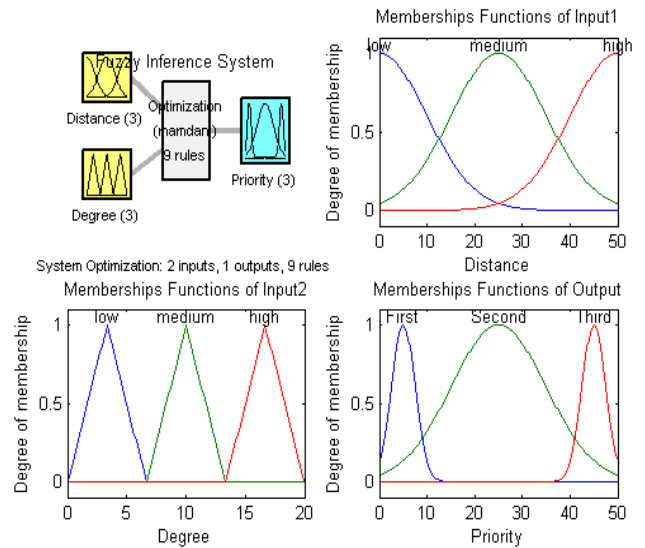 Fuzzy Inference System
Distance (3)
Degree (3)
Optimization
(mamdani)
9 rules
Priority (3)
System Optimization: 2 inputs, 1 outputs, 9 rules
Memberships Functions of Input1
low medium high
Degree of membership
1
0.5
0
0 10 20 30 40 50
Distance
Memberships Functions of Input2
low medium high
Degree of membership
1
0.5
0
0 5 10 15 20
Degree
Memberships Functions of Output
First Second Third
Degree of membership
1
0.5
0
0 10 20 30 40 50
Priority